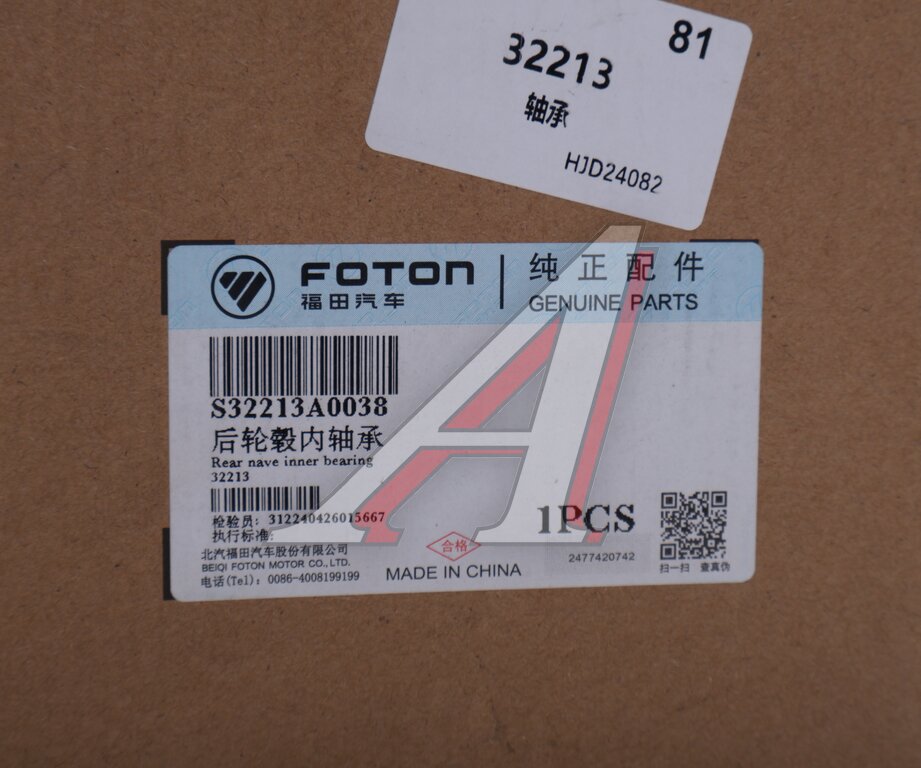 81
32213
轴承
HJD24082
FOTON
福田汽车
纯正配件
GENUINE PARTS
S32213A0038
后轮毂内轴承
Rear nave inner bearing
32213
检验员: 312240426015667
执行标准:
北汽福田汽车股份有限公司
BEIQI FOTON MOTOR CO.,LTD.
电话(Tel): 0086-4008199199
合格
MADE IN CHINA
1PCS
2477420742
扫一扫 查真伪